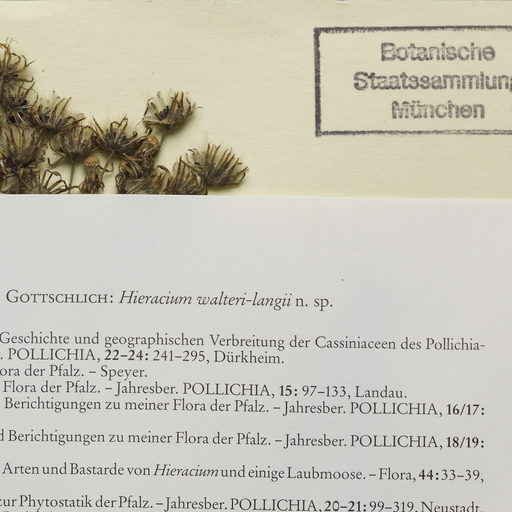 Botanische
Staatssammlung
München
GOTTSCHLICH: Hieracium walteri-langii n. sp.
Geschichte und geographischen Verbreitung der Cassiniaceen des Pollichia-
. POLLICHIA, 22–24: 241–295, Dürkheim.
ora der Pfalz. – Speyer.
Flora der Pfalz. – Jahresber. POLLICHIA, 15: 97–133, Landau.
Berichtigungen zu meiner Flora der Pfalz. – Jahresber. POLLICHIA, 16/17:
d Berichtigungen zu meiner Flora der Pfalz. – Jahresber. POLLICHIA, 18/19:
Arten und Bastarde von Hieracium und einige Laubmoose. – Flora, 44: 33–39,
zur Phytostatik der Pfalz. – Jahresber. POLLICHIA, 20–21: 99–319, Neustadt.